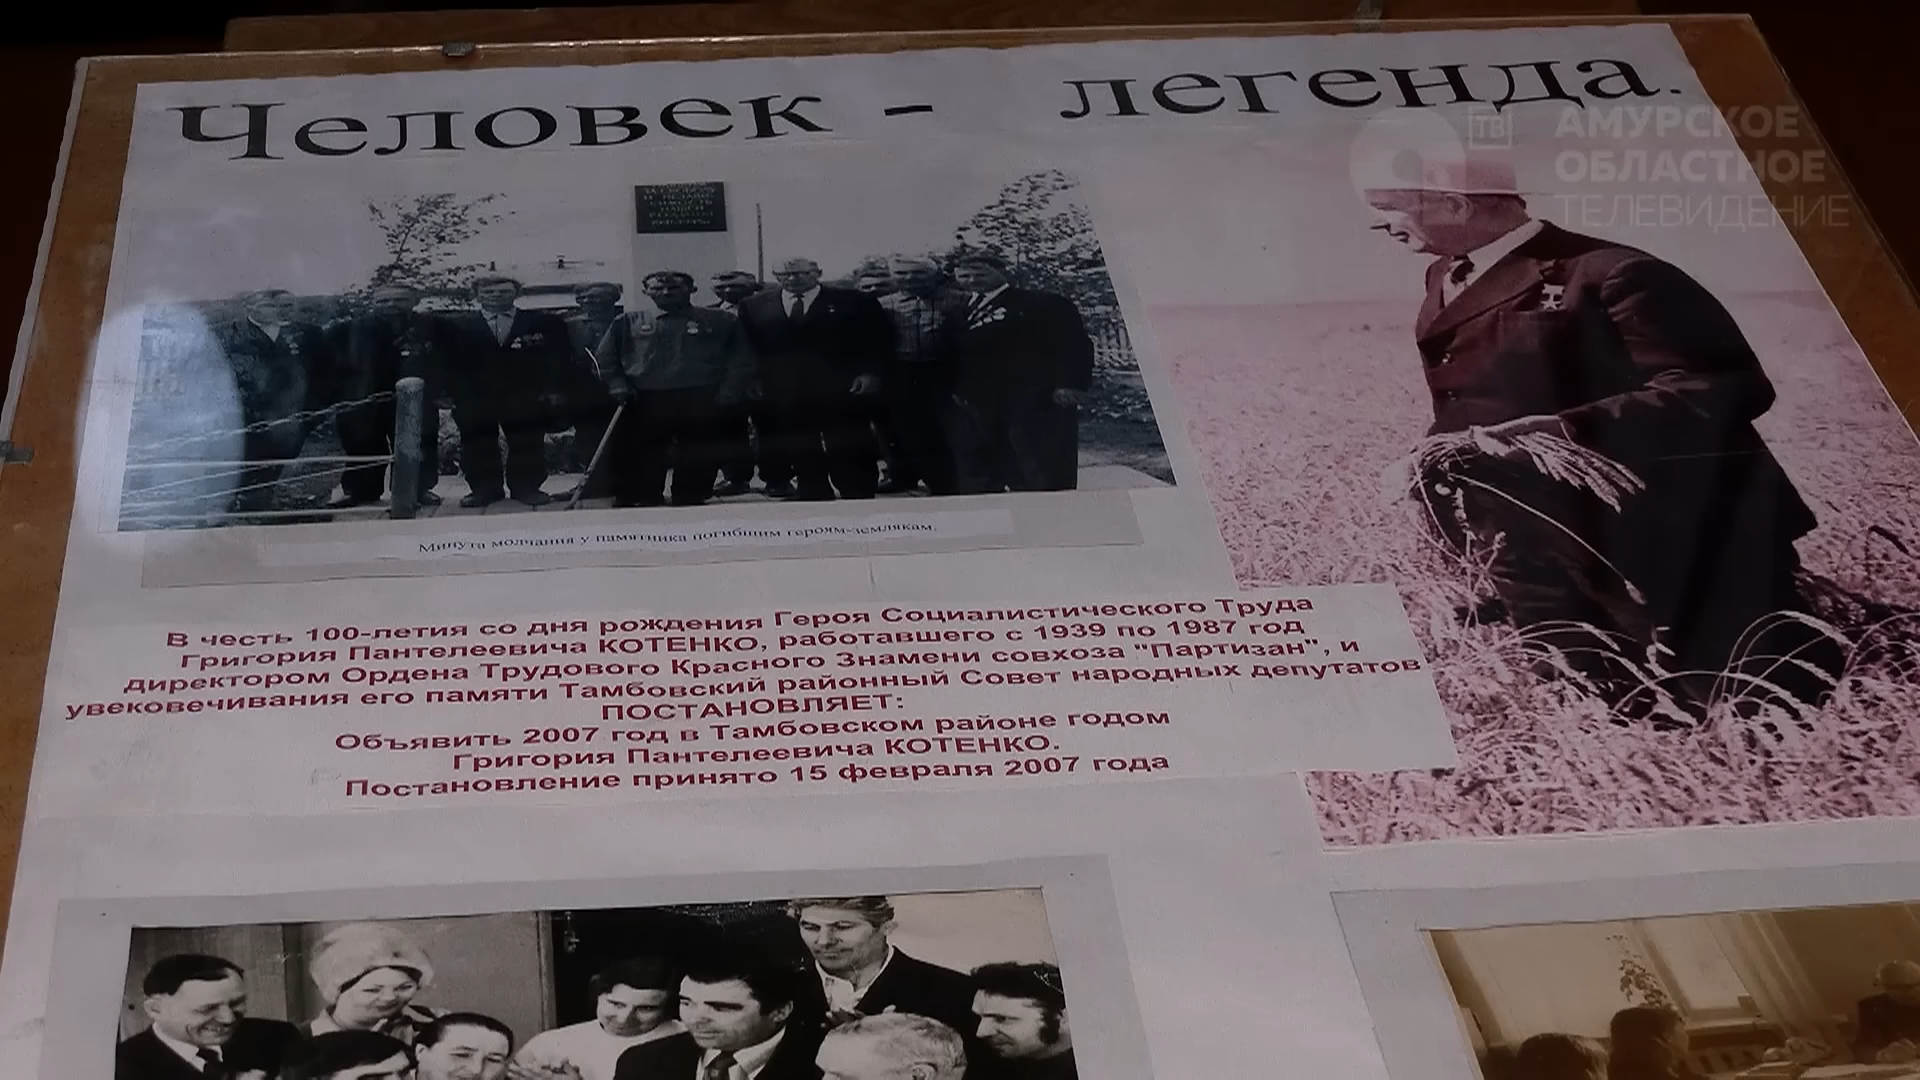 Человек - легенда.
ТВ
АМУРСКОЕ
ОБЛАСТНОЕ
ТЕЛЕВИДЕНИЕ
Минута молчания у памятника погибшим героям-землякам.
В честь 100-летия со дня рождения Героя Социалистического Труда
Григория Пантелеевича КОТЕНКО, работавшего с 1939 по 1987 год
директором Ордена Трудового Красного Знамени совхоза "Партизан", и
увековечивания его памяти Тамбовский районный Совет народных депутатов
ПОСТАНОВЛЯЕТ:
Объявить 2007 год в Тамбовском районе годом
Григория Пантелеевича КОТЕНКО.
Постановление принято 15 февраля 2007 года